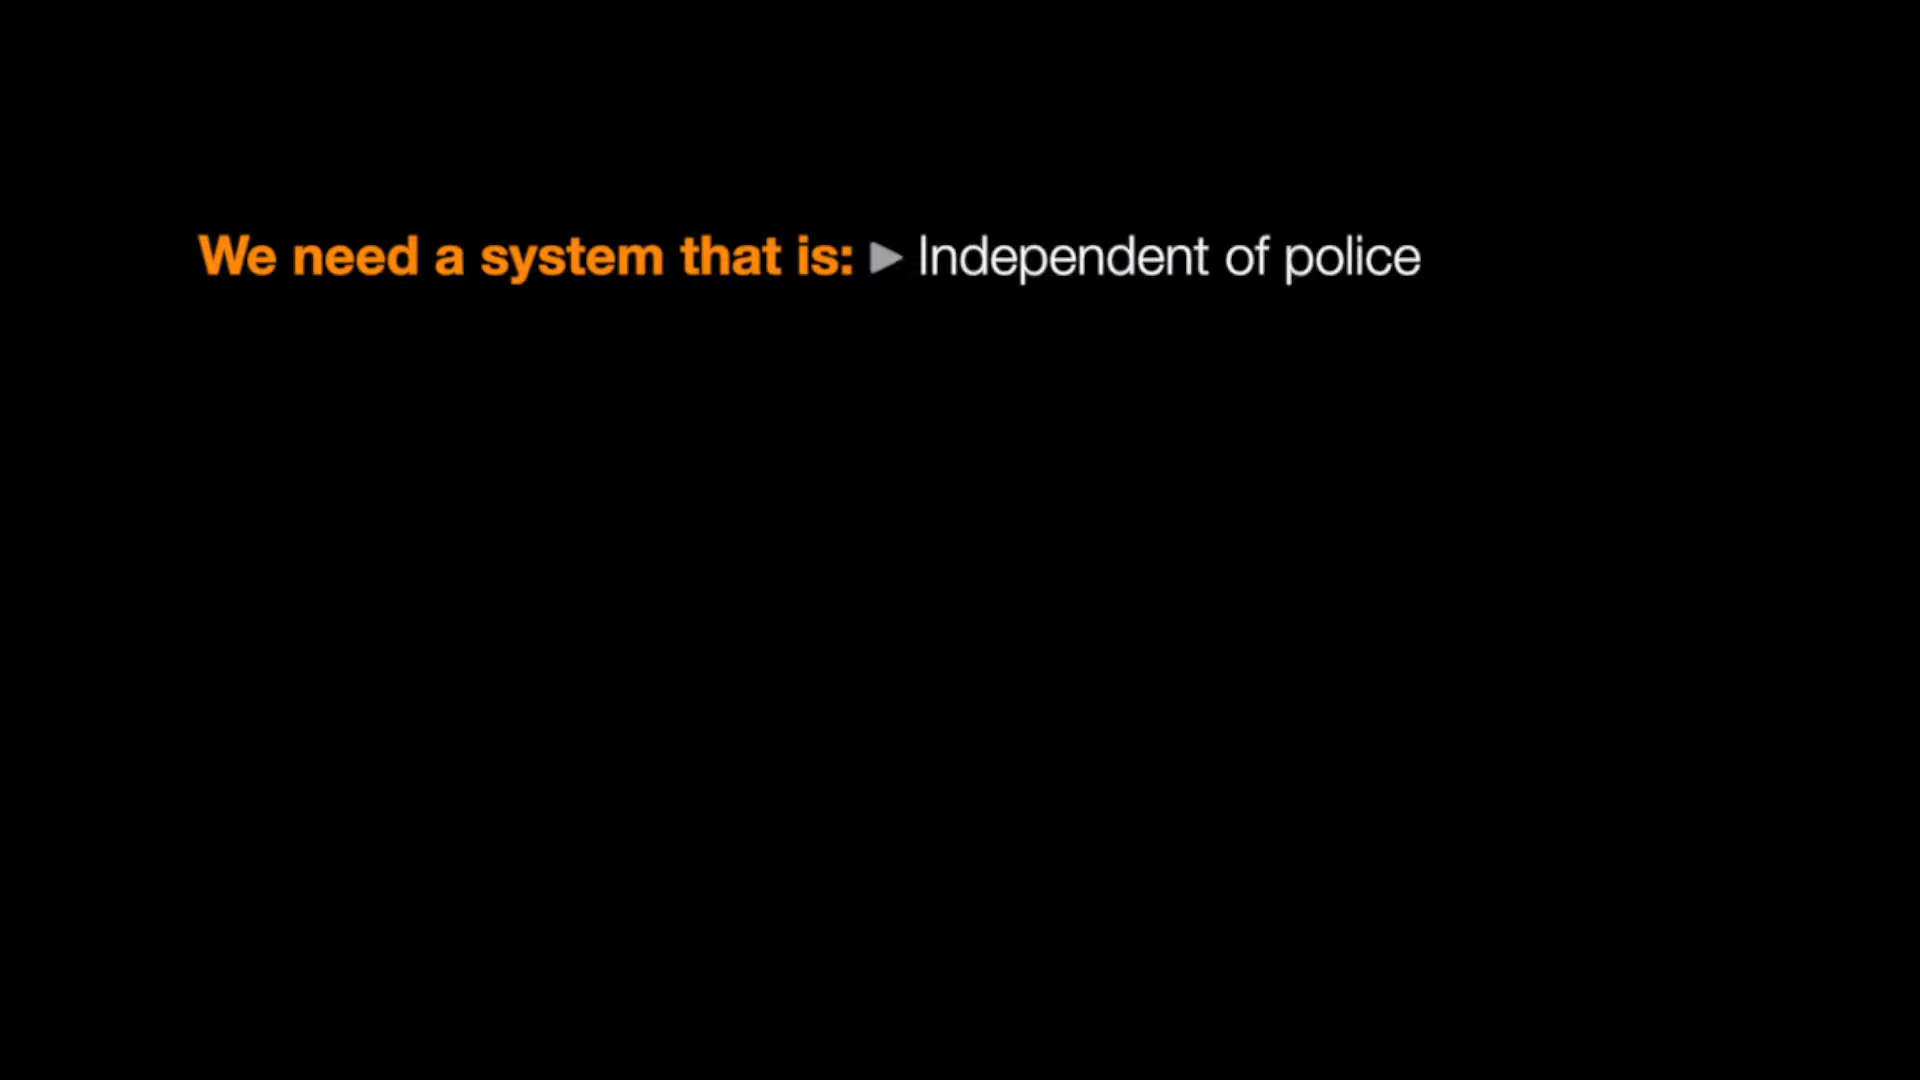 We need a system that is: ▶ Independent of police